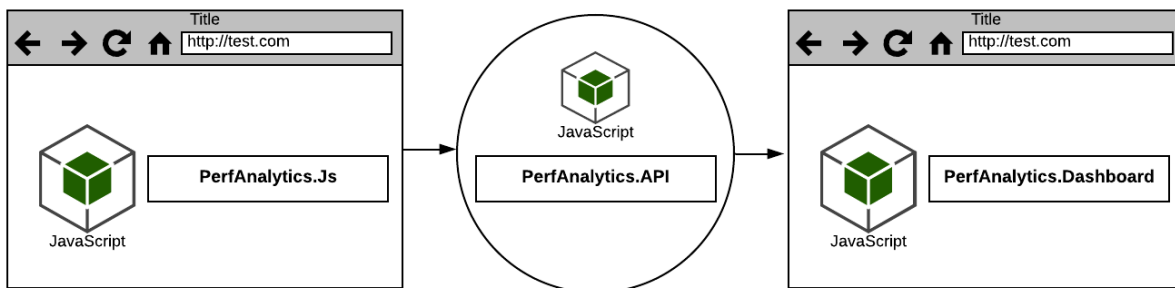 Title
http://test.com
JavaScript
PerfAnalytics.Js
JavaScript
PerfAnalytics.API
Title
http://test.com
JavaScript
PerfAnalytics.Dashboard